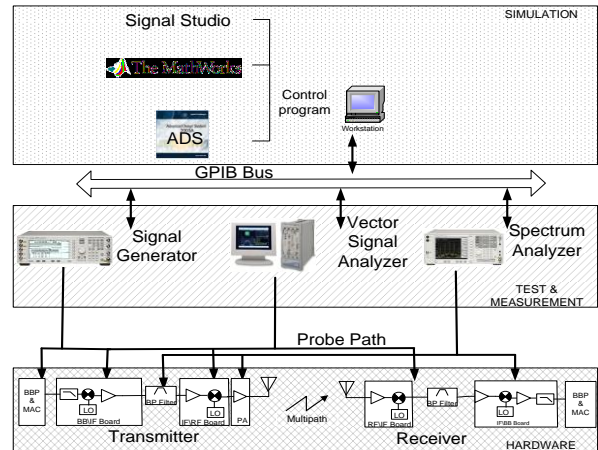 SIMULATION
Signal Studio
The MathWorks
Control
program
ADS
Workstation
GPIB Bus
Signal
Generator
Vector
Signal
Analyzer
Spectrum
Analyzer
TEST &
MEASUREMENT
Probe Path
BBP
&
MAC
LO
BB\IF Board
BP Filter
LO
IF\RF Board
PA
Transmitter
Multipath
LO
RF\IF Board
BP Filter
LO
IF\BB Board
BBP
&
MAC
Receiver
HARDWARE